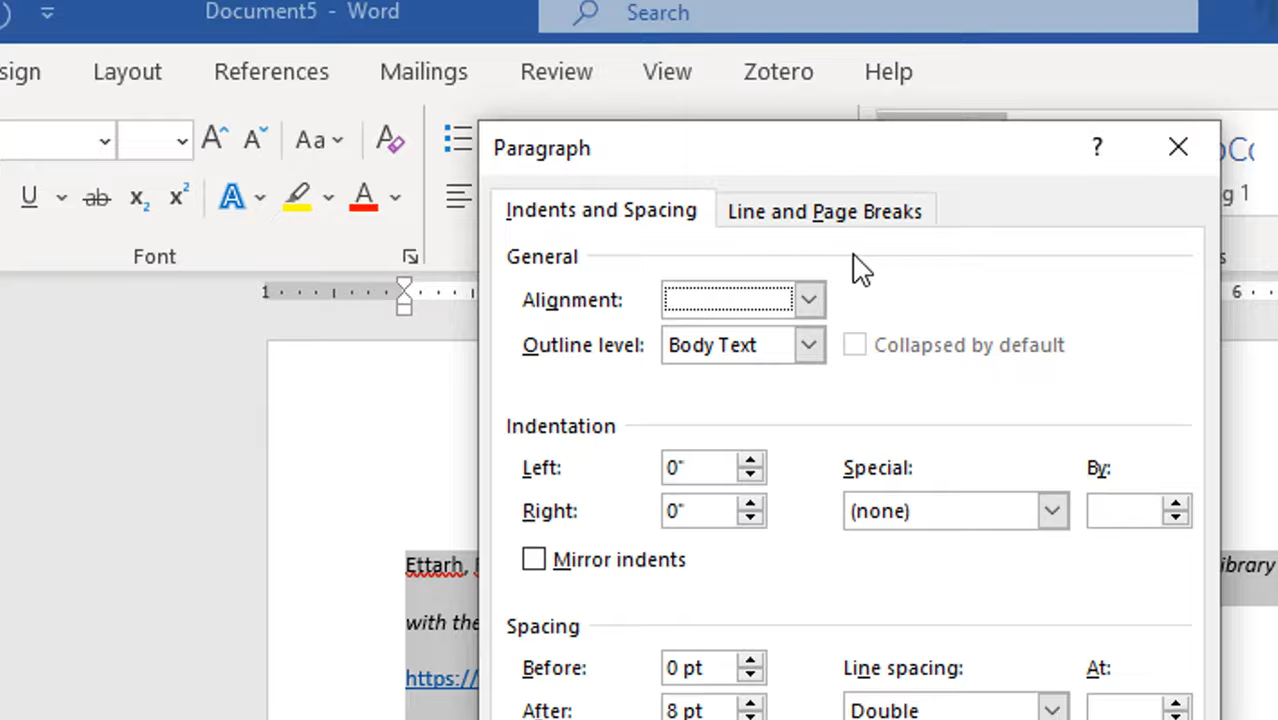 Document5 - Word
Search
sign Layout References Mailings Review View Zotero Help
Aa
U ab x₂ x² A A
Font
Paragraph
? 
Indents and Spacing
Line and Page Breaks
General
Alignment:
Outline level: Body Text
Collapsed by default
Indentation
Left: 0"
Special:
By:
Right: 0"
(none)
Mirror indents
Spacing
Before: 0 pt
Line spacing:
At:
After: 8 pt
Double
g 1
1
6
Ettarh,
ibrary
with the
https://